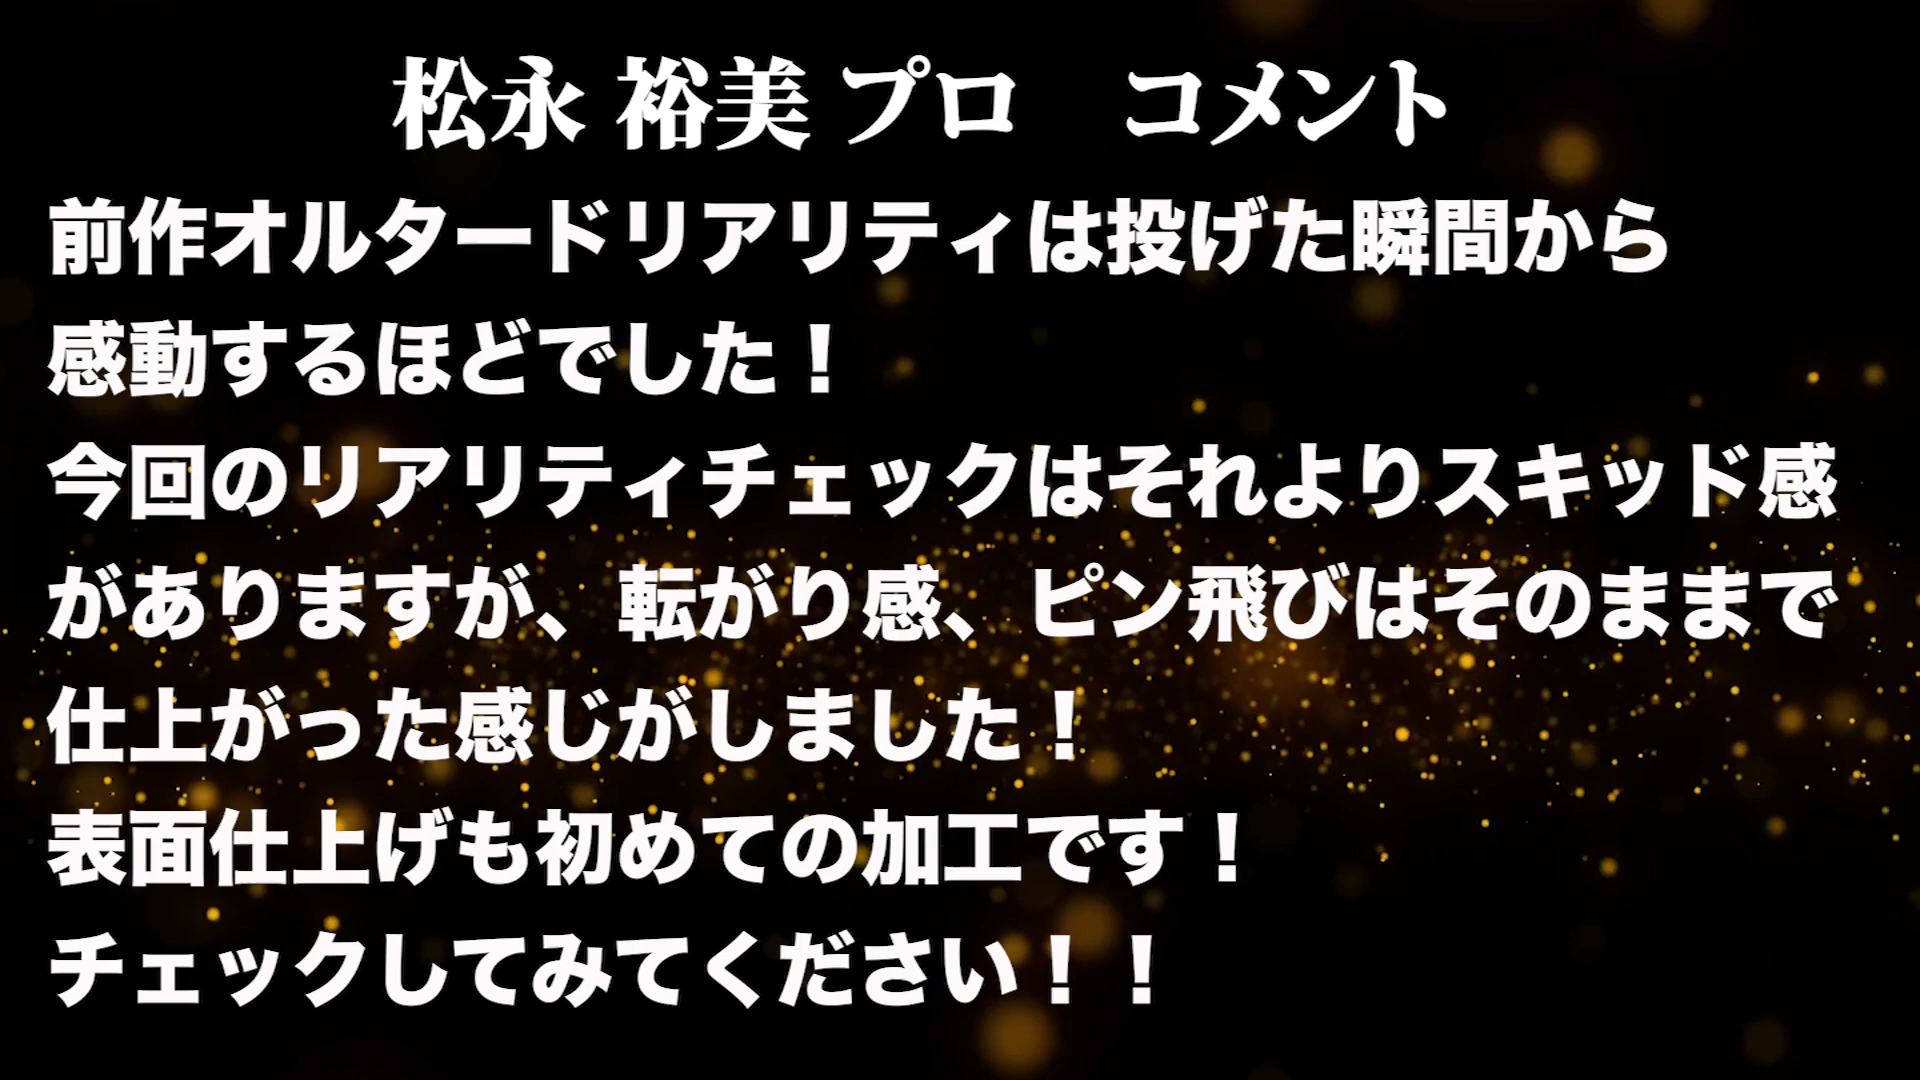 松永 裕美 プロ　コメント
前作オルタードリアリティは投げた瞬間から
感動するほどでした！
今回のリアリティチェックはそれよりスキッド感
がありますが、転がり感、ピン飛びはそのままで
仕上がった感じがしました！
表面仕上げも初めての加工です！
チェックしてみてください！！